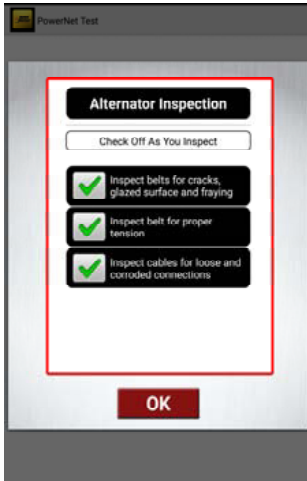 PowerNet Test
Alternator Inspection
Check Off As You Inspect
Inspect belts for cracks,
glazed surface and fraying
Inspect belt for proper
tension
Inspect cables for loose and
corroded connections
OK